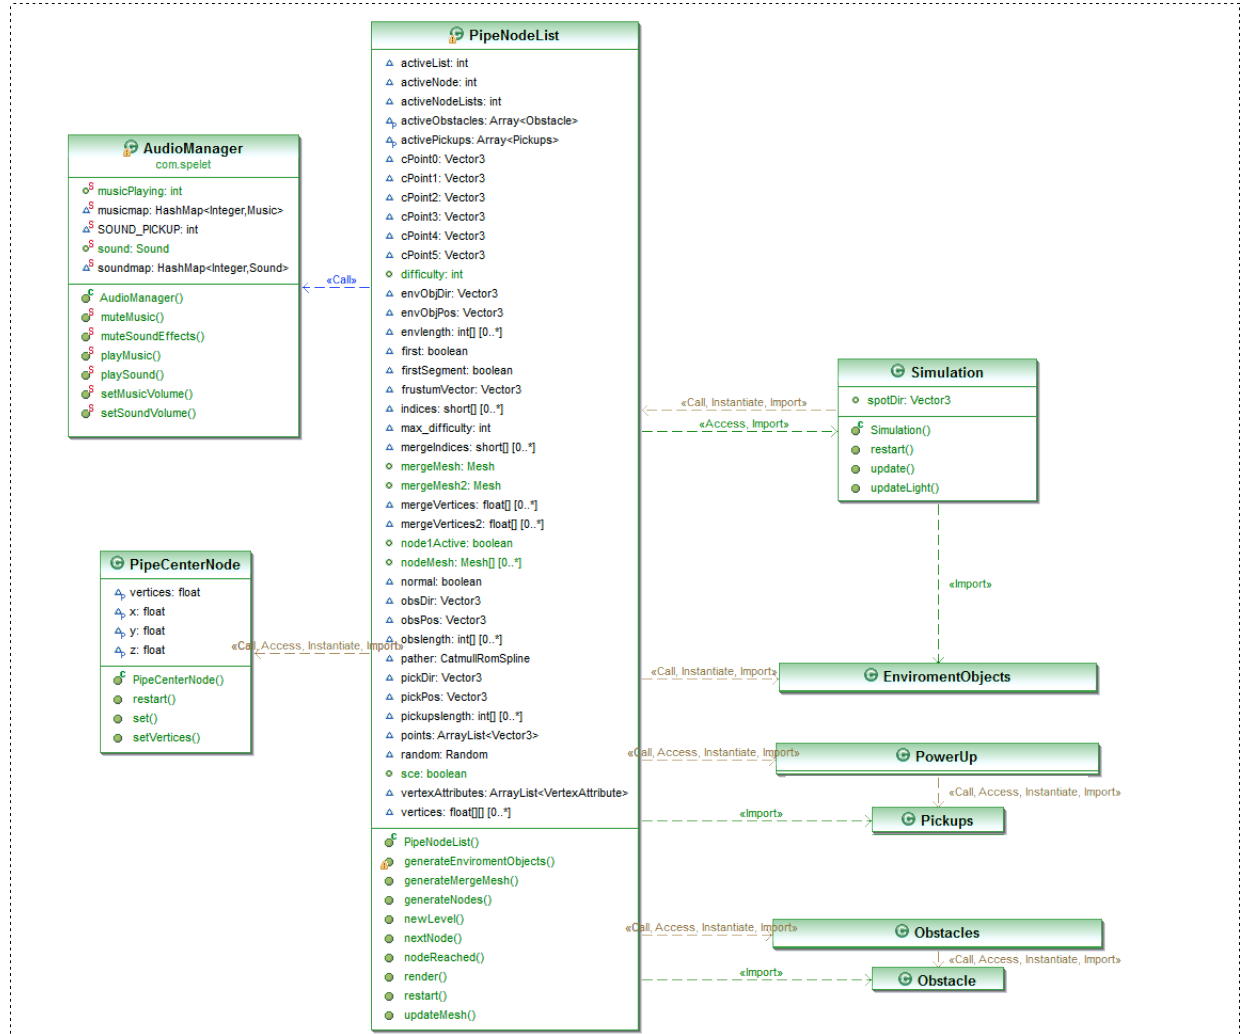 PipeNodeList
activeList: int
activeNode: int
activeNodeLists: int
activeObstacles: Array<Obstacle>
activePickups: Array<Pickups>
cPoint0: Vector3
cPoint1: Vector3
cPoint2: Vector3
cPoint3: Vector3
cPoint4: Vector3
cPoint5: Vector3
difficulty: int
envObjDir: Vector3
envObjPos: Vector3
envlength: int[] [0..*]
first: boolean
firstSegment: boolean
frustumVector: Vector3
indices: short[] [0..*]
max_difficulty: int
mergeIndices: short[] [0..*]
mergeMesh: Mesh
mergeMesh2: Mesh
mergeVertices: float[] [0..*]
mergeVertices2: float[] [0..*]
node1Active: boolean
nodeMesh: Mesh[] [0..*]
normal: boolean
obsDir: Vector3
obsPos: Vector3
obslength: int[] [0..*]
pather: CatmullRomSpline
pickDir: Vector3
pickPos: Vector3
pickupslength: int[] [0..*]
points: ArrayList<Vector3>
random: Random
sce: boolean
vertexAttributes: ArrayList<VertexAttribute>
vertices: float[][] [0..*]
PipeNodeList()
generateEnviromentObjects()
generateMergeMesh()
generateNodes()
newLevel()
nextNode()
nodeReached()
render()
restart()
updateMesh()
AudioManager
com.spelet
musicPlaying: int
musicmap: HashMap<Integer,Music>
SOUND_PICKUP: int
sound: Sound
soundmap: HashMap<Integer,Sound>
AudioManager()
muteMusic()
muteSoundEffects()
playMusic()
playSound()
setMusicVolume()
setSoundVolume()
«Call»
PipeCenterNode
vertices: float
x: float
y: float
z: float
PipeCenterNode()
restart()
set()
setVertices()
«Call, Access, Instantiate, Import»
Simulation
spotDir: Vector3
Simulation()
restart()
update()
updateLight()
«Call, Instantiate, Import»
«Access, Import»
«Import»
«Call, Instantiate, Import»
EnviromentObjects
«Call, Access, Instantiate, Import»
PowerUp
«Call, Access, Instantiate, Import»
«Import»
Pickups
«Call, Access, Instantiate, Import»
Obstacles
«Call, Access, Instantiate, Import»
«Import»
Obstacle